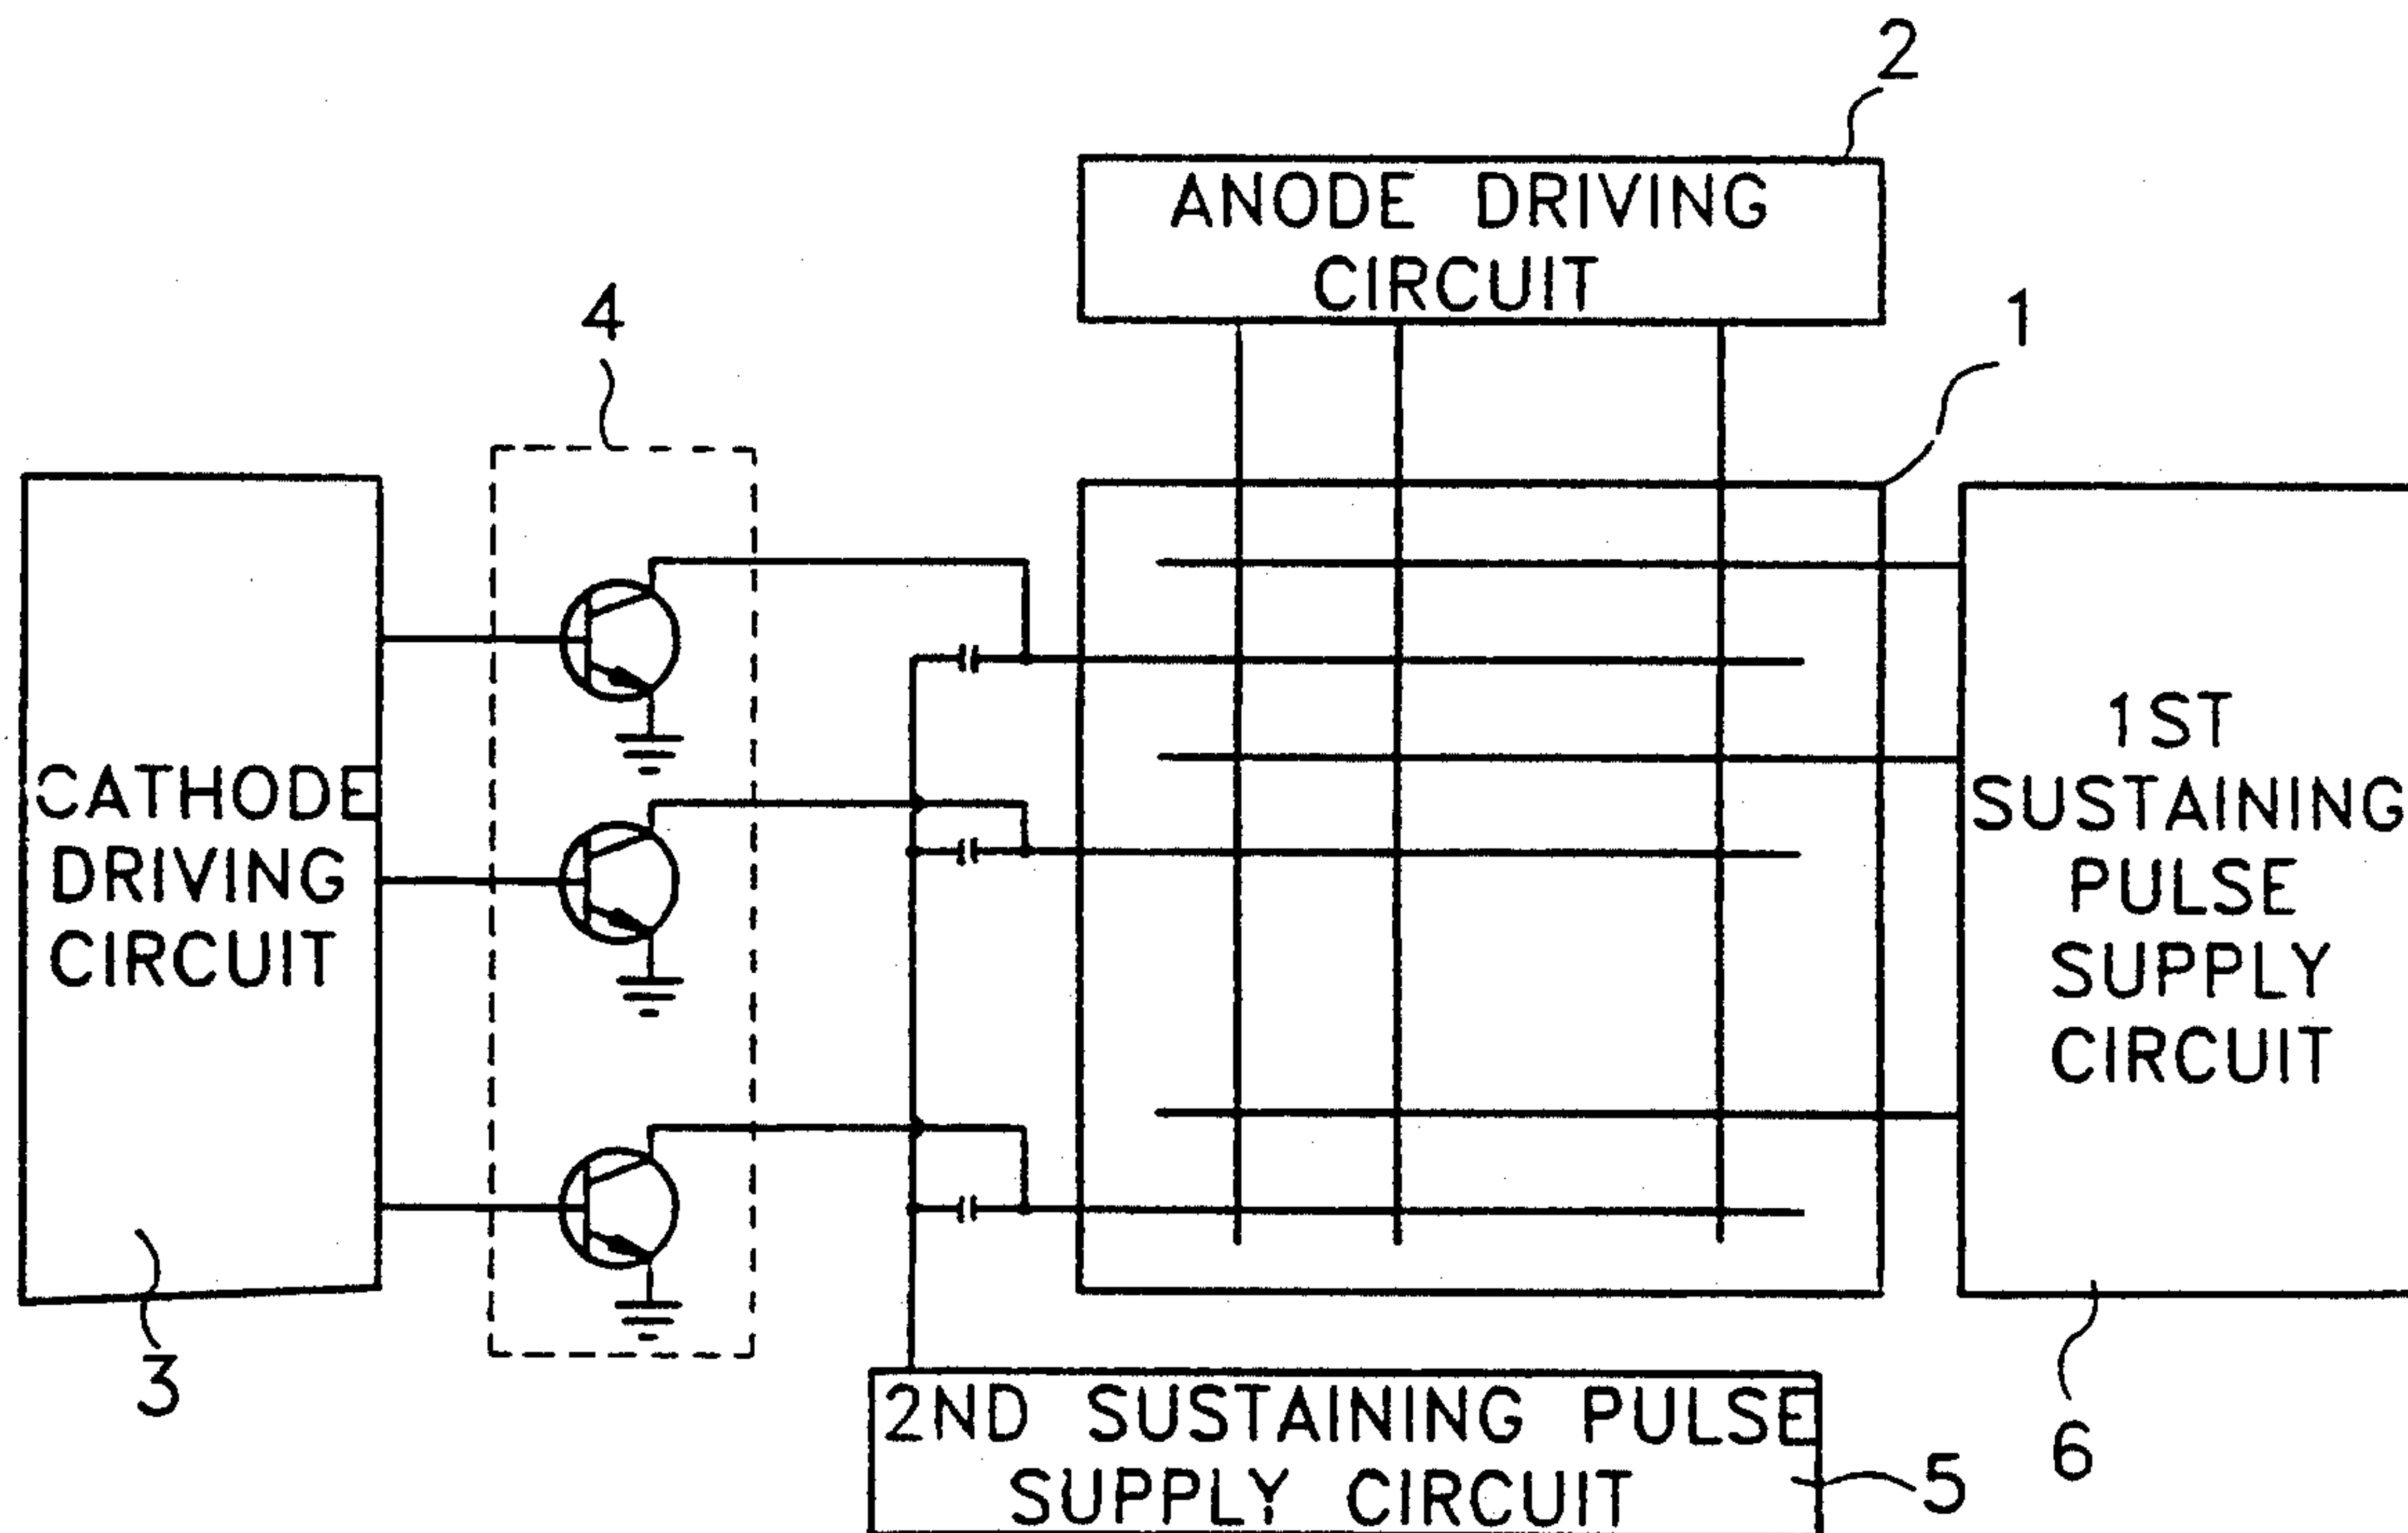 2
ANODE DRIVING
CIRCUIT
1
4
CATHODE
DRIVING
CIRCUIT
1ST
SUSTAINING
PULSE
SUPPLY
CIRCUIT
3
6
2ND SUSTAINING PULSE
SUPPLY CIRCUIT
5